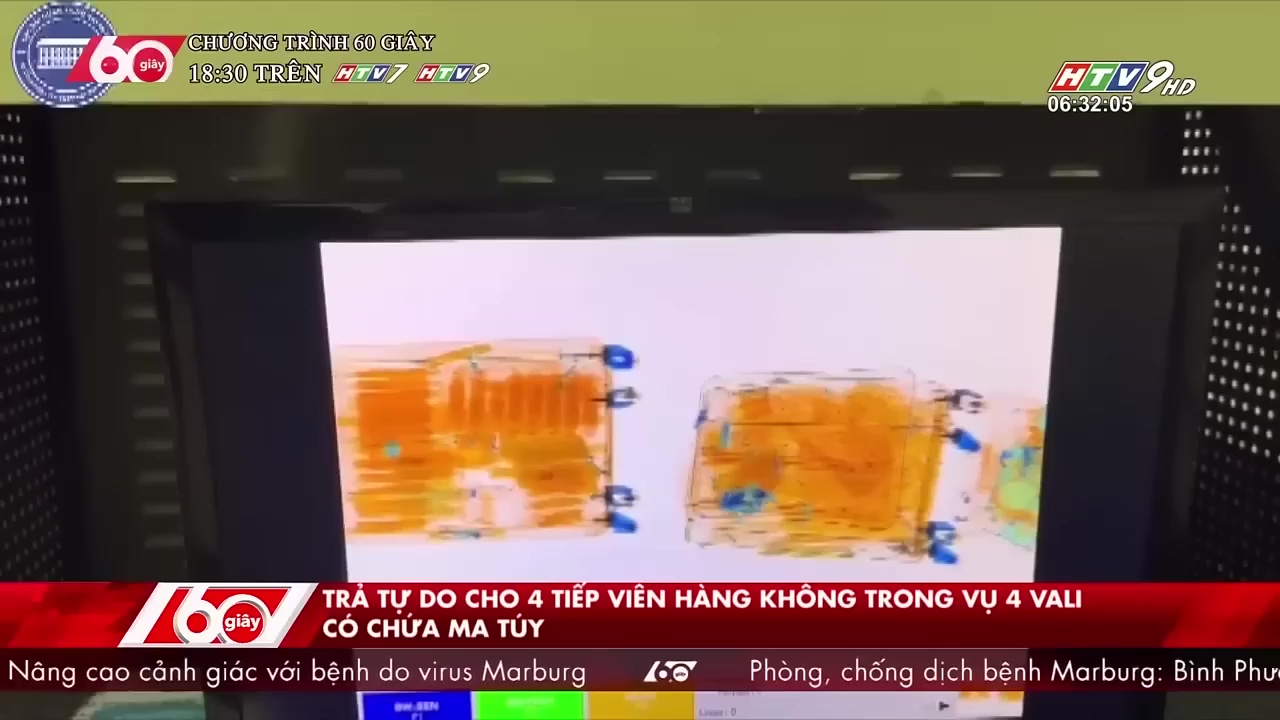 60 giây
CHƯƠNG TRÌNH 60 GIÂY
18:30 TRÊN HTV7 HTV9
HTV9 HD
06:32:05
60 giây
TRẢ TỰ DO CHO 4 TIẾP VIÊN HÀNG KHÔNG TRONG VỤ 4 VALI
CÓ CHỨA MA TÚY
Nâng cao cảnh giác với bệnh do virus Marburg 60 Phòng, chống dịch bệnh Marburg: Bình Phư